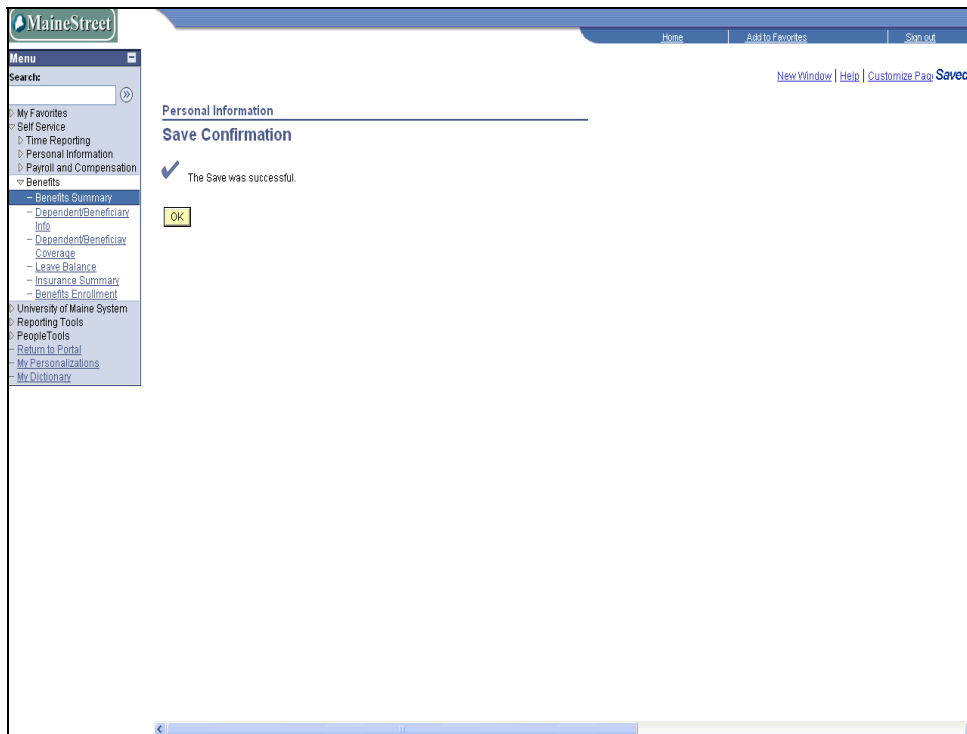 MaineStreet
Home Add to Favorites Sign out
Menu
Search:
New Window | Help | Customize Pag Saved
My Favorites
Self Service
Time Reporting
Personal Information
Payroll and Compensation
Benefits
– Benefits Summary
– Dependent/Beneficiary
Info
– Dependent/Beneficiay
Coverage
– Leave Balance
– Insurance Summary
– Benefits Enrollment
University of Maine System
Reporting Tools
PeopleTools
– Return to Portal
– My Personalizations
– My Dictionary
Personal Information
Save Confirmation
The Save was successful.
OK